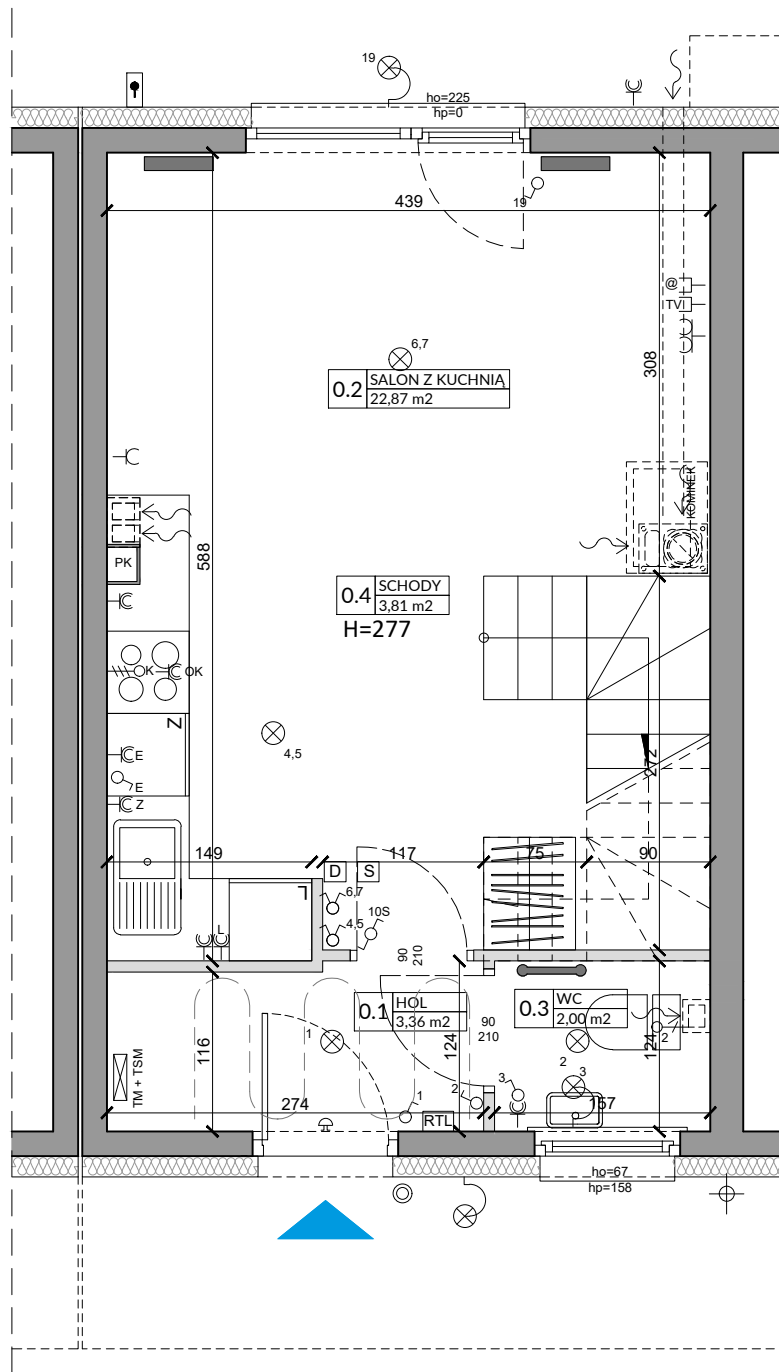 19
ho=225
hp=0
19
439
@
TV
6,7
0.2 SALON Z KUCHNIĄ
22,87 m2
308
KOMINEK
588
PK
0.4 SCHODY
3,81 m2
H=277
K
OK
Z
4,5
272
E
E
Z
149
117
75
90
D
S
L
6,7
4,5
10S
L
90
210
0.1 HOL
3,36 m2
0.3 WC
2,00 m2
90
210
116
124
124
1
2
2
3
TM + TSM
274
1
2
3
157
RTL
ho=67
hp=158